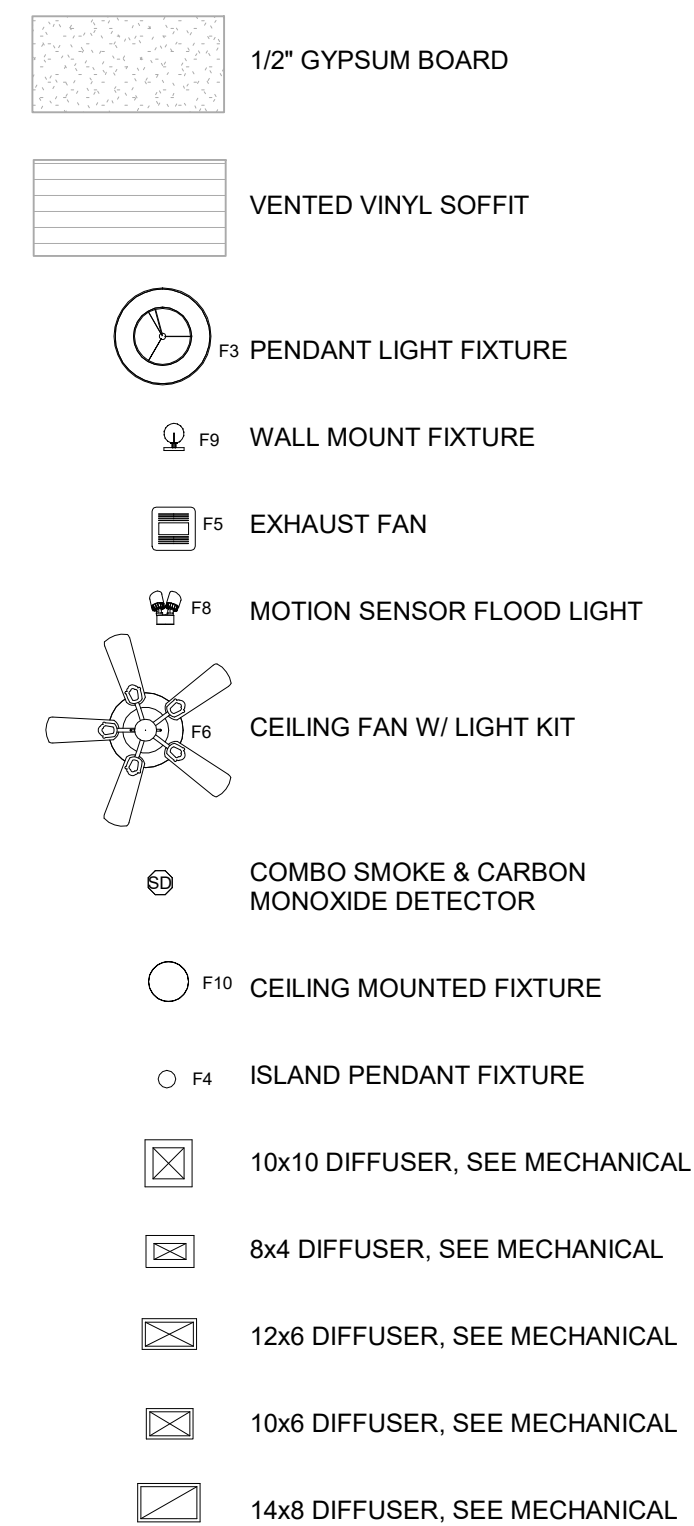 1/2" GYPSUM BOARD
VENTED VINYL SOFFIT
F3 PENDANT LIGHT FIXTURE
F9 WALL MOUNT FIXTURE
F5 EXHAUST FAN
F8 MOTION SENSOR FLOOD LIGHT
F6 CEILING FAN W/ LIGHT KIT
SD COMBO SMOKE & CARBON
MONOXIDE DETECTOR
F10 CEILING MOUNTED FIXTURE
F4 ISLAND PENDANT FIXTURE
10x10 DIFFUSER, SEE MECHANICAL
8x4 DIFFUSER, SEE MECHANICAL
12x6 DIFFUSER, SEE MECHANICAL
10x6 DIFFUSER, SEE MECHANICAL
14x8 DIFFUSER, SEE MECHANICAL